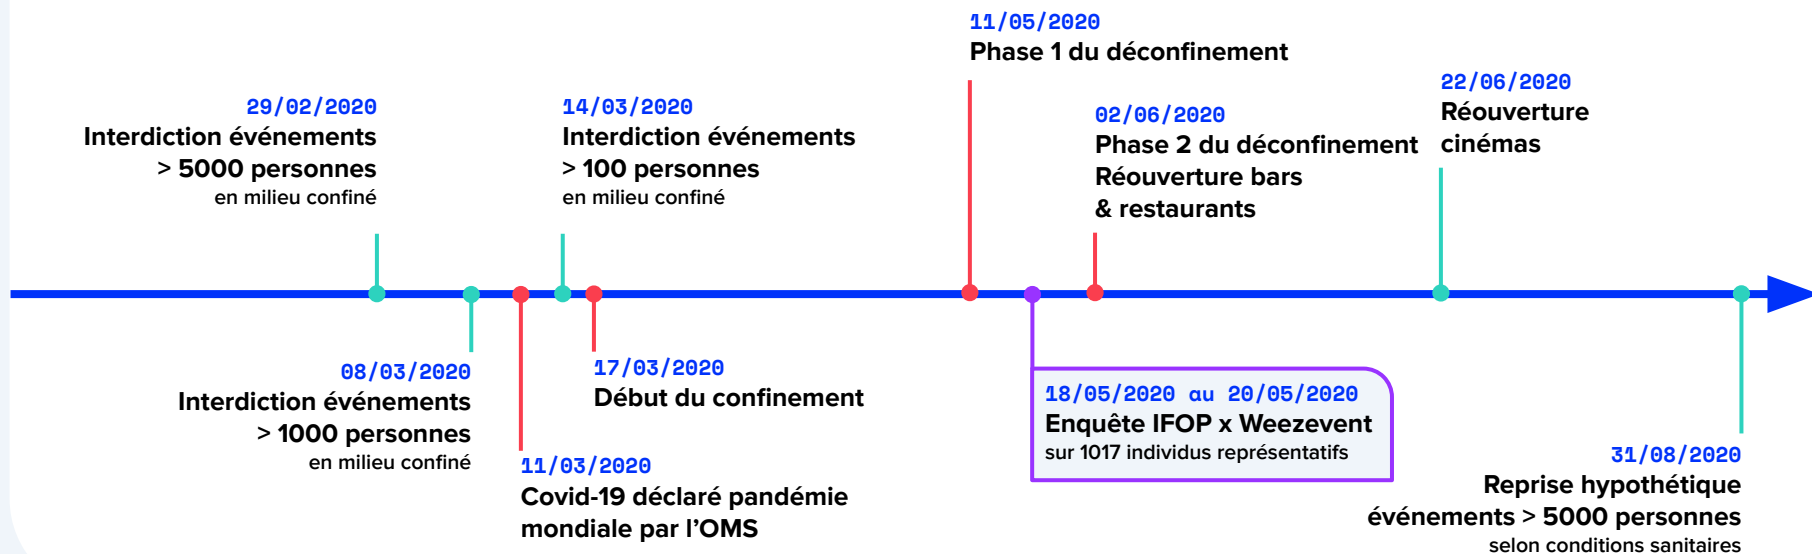 29/02/2020
Interdiction événements
> 5000 personnes
en milieu confiné
08/03/2020
Interdiction événements
> 1000 personnes
en milieu confiné
11/03/2020
Covid-19 déclaré pandémie
mondiale par l’OMS
14/03/2020
Interdiction événements
> 100 personnes
en milieu confiné
17/03/2020
Début du confinement
11/05/2020
Phase 1 du déconfinement
18/05/2020 au 20/05/2020
Enquête IFOP x Weezevent
sur 1017 individus représentatifs
02/06/2020
Phase 2 du déconfinement
Réouverture bars
& restaurants
22/06/2020
Réouverture
cinémas
31/08/2020
Reprise hypothétique
événements > 5000 personnes
selon conditions sanitaires